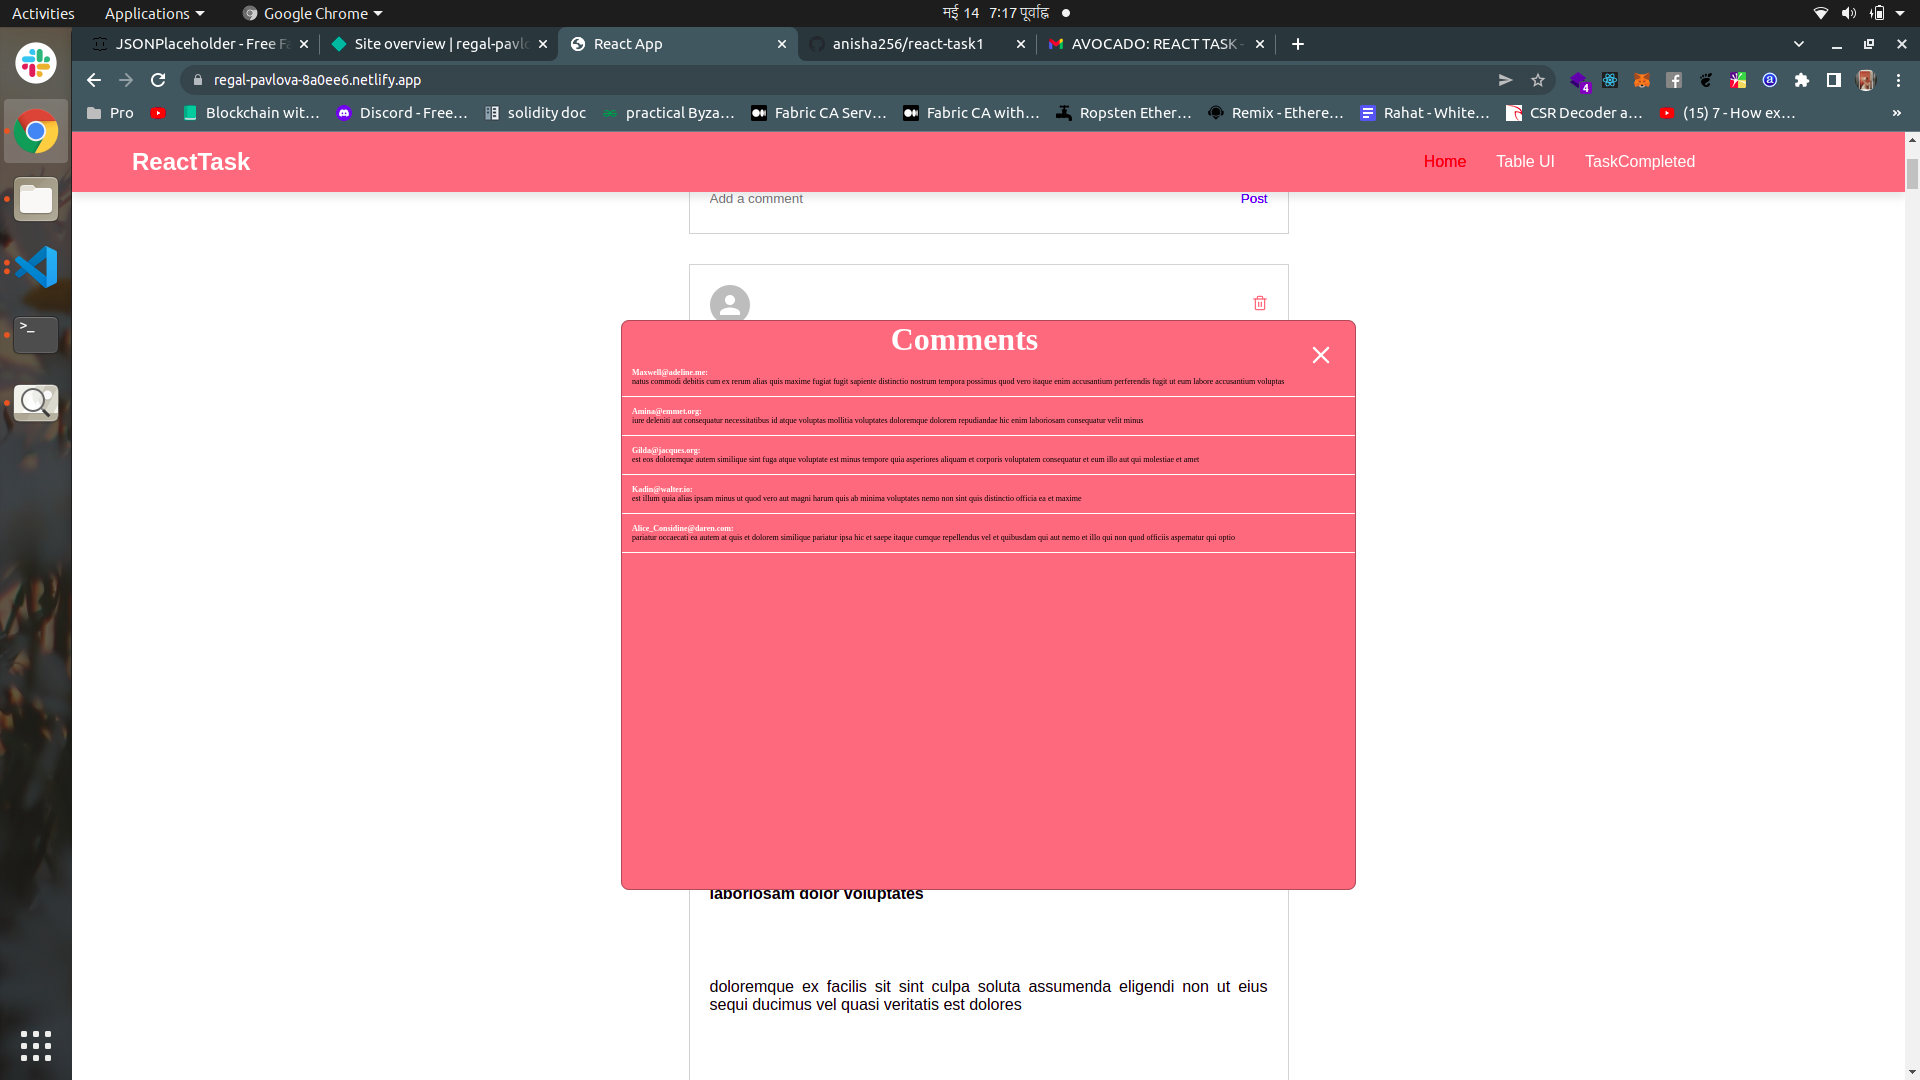 Activities Applications Google Chrome मई 14 7:17 पूर्वाह्न
JSONPlaceholder - Free Fa Site overview | regal-pavlo React App anisha256/react-task1 AVOCADO: REACT TASK -
regal-pavlova-8a0ee6.netlify.app
4
Pro Blockchain wit… Discord - Free… solidity doc practical Byza… Fabric CA Serv… Fabric CA with… Ropsten Ether… Remix - Ethere… Rahat - White… CSR Decoder a… (15) 7 - How ex… »
ReactTask Home Table UI TaskCompleted
Add a comment Post
Comments
Maxwell@adeline.me:
natus commodi debitis cum ex rerum alias quis maxime fugiat fugit sapiente distinctio nostrum tempora possimus quod vero itaque enim accusantium perferendis fugit ut eum labore accusantium voluptas
Amina@emmet.org:
iure deleniti aut consequatur necessitatibus id atque voluptas mollitia voluptates doloremque dolorem repudiandae hic enim laboriosam consequatur velit minus
Gilda@jacques.org:
est eos doloremque autem similique sint fuga atque voluptate est minus tempore quia asperiores aliquam et corporis voluptatem consequatur et eum illo aut qui molestiae et amet
Kadin@walter.io:
est illum quia alias ipsam minus ut quod vero aut magni harum quis ab minima voluptates nemo non sint quis distinctio officia ea et maxime
Alice_Considine@daren.com:
pariatur occaecati ea autem at quis et dolorem similique pariatur ipsa hic et saepe itaque cumque repellendus vel et quibusdam qui aut nemo et illo qui non quod officiis aspernatur qui optio
laboriosam dolor voluptates
doloremque ex facilis sit sint culpa soluta assumenda eligendi non ut eius
sequi ducimus vel quasi veritatis est dolores